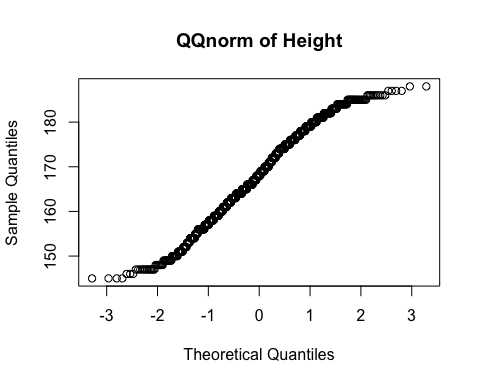 QQnorm of Height
Sample Quantiles
180
170
160
150
-3 -2 -1 0 1 2 3
Theoretical Quantiles